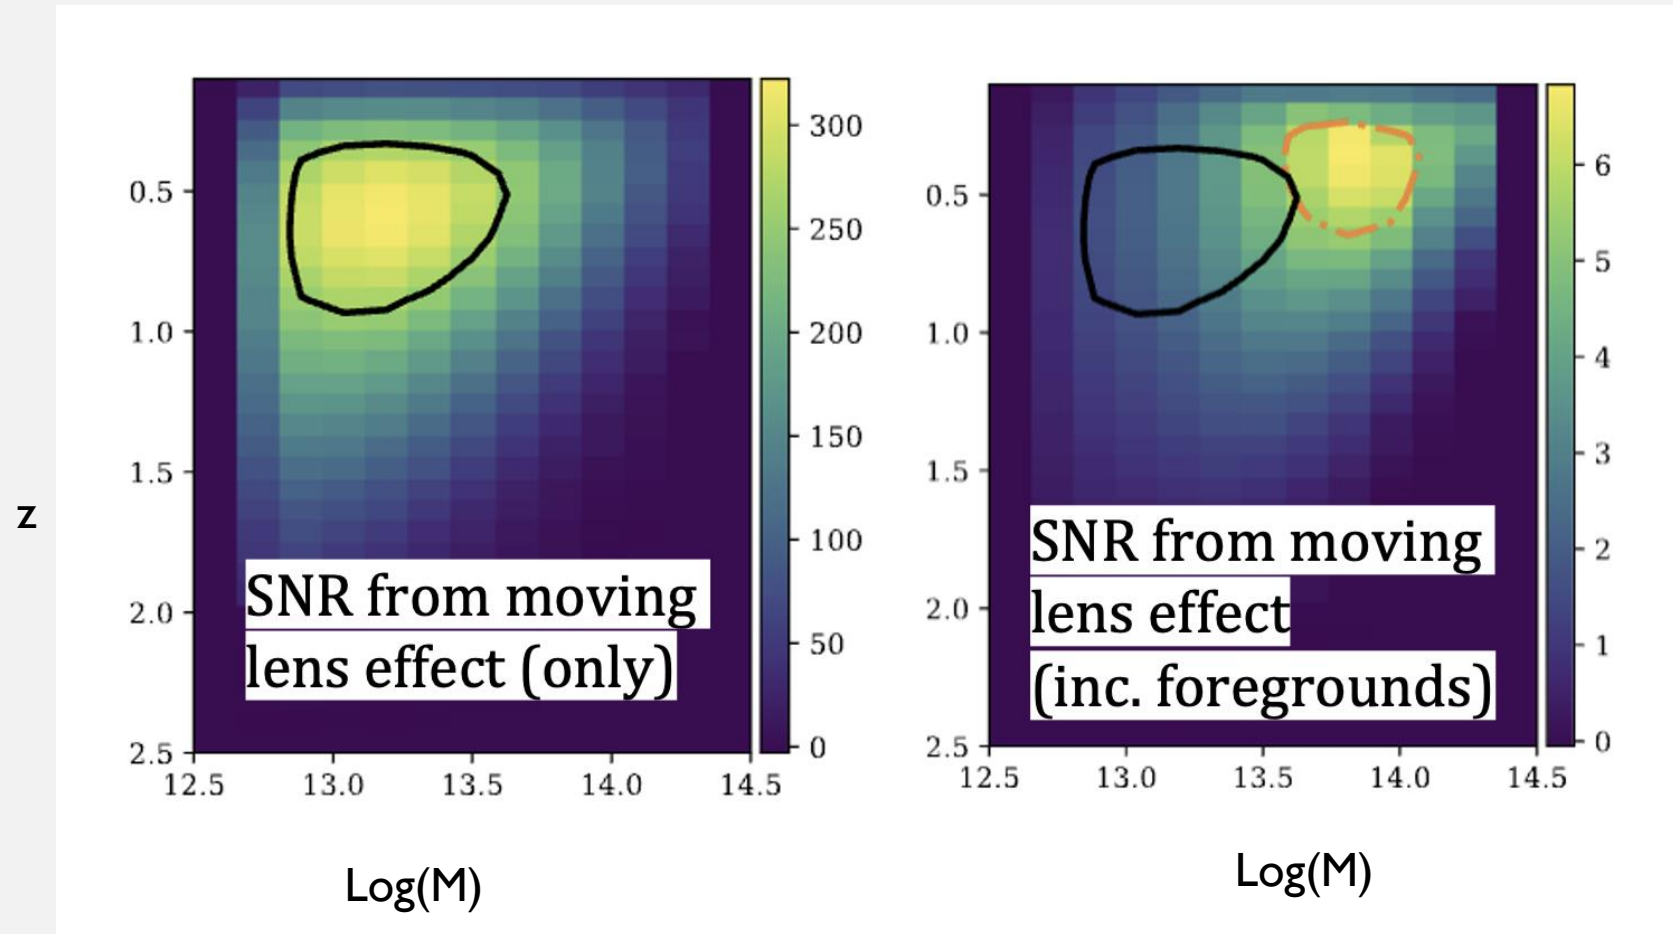 z
0.5
1.0
1.5
2.0
2.5
12.5 13.0 13.5 14.0 14.5
300
250
200
150
100
50
0
SNR from moving
lens effect (only)
Log(M)
0.5
1.0
1.5
2.0
2.5
12.5 13.0 13.5 14.0 14.5
6
5
4
3
2
1
0
SNR from moving
lens effect
(inc. foregrounds)
Log(M)